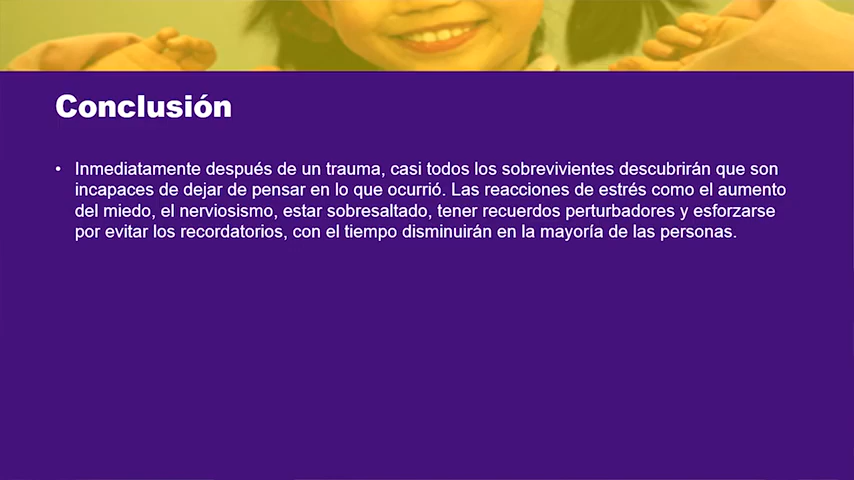 Conclusión
• Inmediatamente después de un trauma, casi todos los sobrevivientes descubrirán que son
incapaces de dejar de pensar en lo que ocurrió. Las reacciones de estrés como el aumento
del miedo, el nerviosismo, estar sobresaltado, tener recuerdos perturbadores y esforzarse
por evitar los recordatorios, con el tiempo disminuirán en la mayoría de las personas.